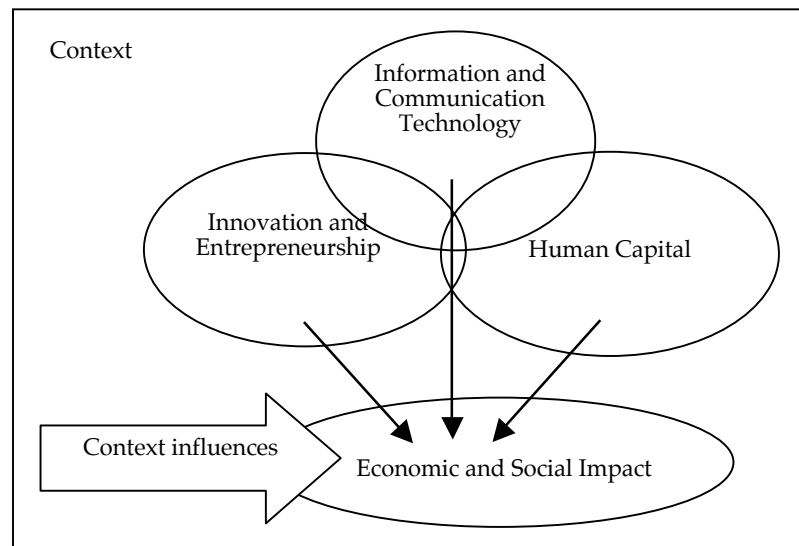 Context
Information and
Communication
Technology
Innovation and
Entrepreneurship
Human Capital
Context influences
Economic and Social Impact